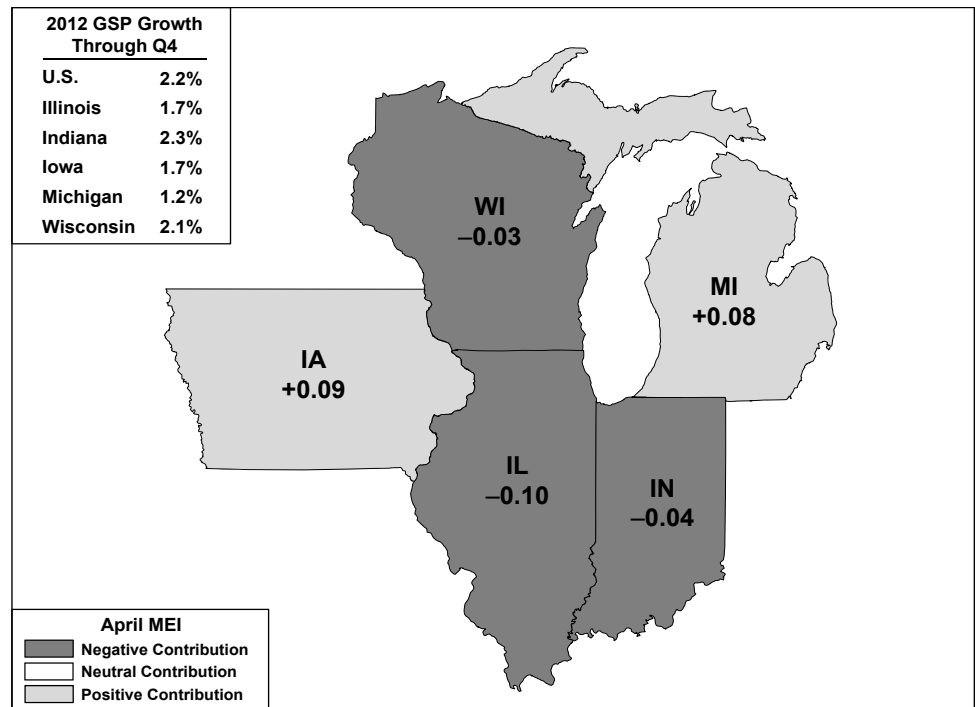 2012 GSP Growth
Through Q4
U.S. 2.2%
Illinois 1.7%
Indiana 2.3%
Iowa 1.7%
Michigan 1.2%
Wisconsin 2.1%
WI
–0.03
MI
+0.08
IA
+0.09
IL
–0.10
IN
–0.04
April MEI
Negative Contribution
Neutral Contribution
Positive Contribution